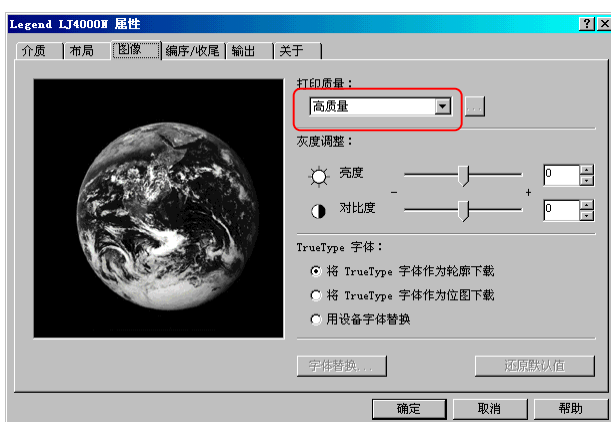 Legend LJ4000N 属性
介质 布局 图像 编序/收尾 输出 关于
打印质量：
高质量 ...
灰度调整：
亮度 - + 0
对比度 0
TrueType 字体：
将 TrueType 字体作为轮廓下载
将 TrueType 字体作为位图下载
用设备字体替换
字体替换... 还原默认值
确定 取消 帮助